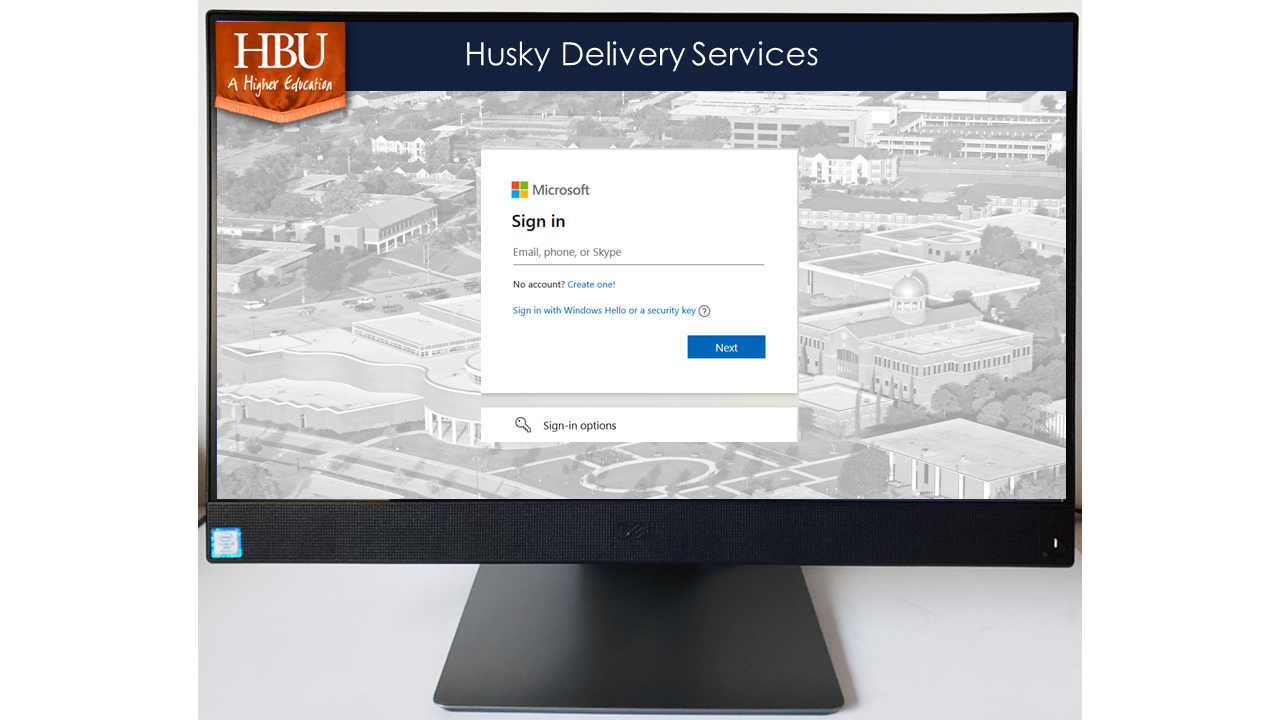 HBU
A Higher Education
Husky Delivery Services
Microsoft
Sign in
Email, phone, or Skype
No account? Create one!
Sign in with Windows Hello or a security key ?
Next
Sign-in options